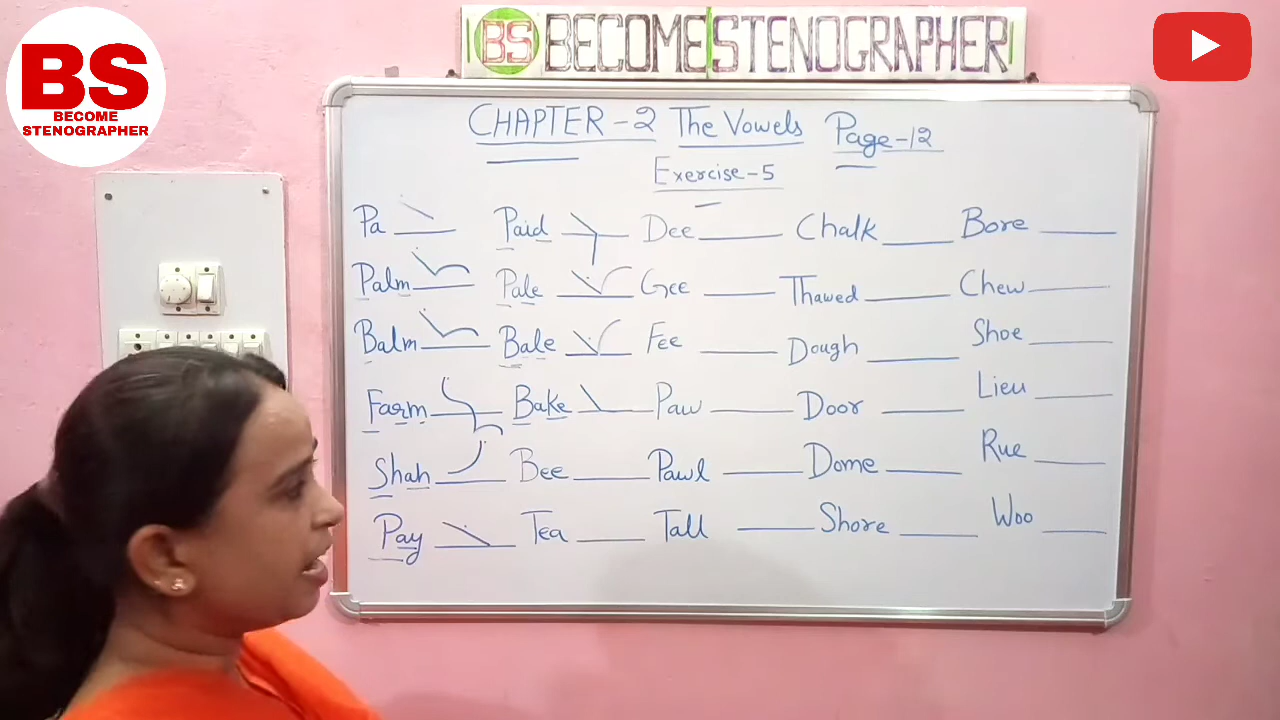 BS
BECOME
STENOGRAPHER
BS BECOME STENOGRAPHER
CHAPTER-2 The Vowels Page-12
Exercise-5
Pa Paid Dee Chalk Bore
Palm Pale Gee Thawed Chew
Balm Bale Fee Dough Shoe
Farm Bake Paw Door Lieu
Shah Bee Pawl Dome Rue
Pay Tea Tall Shore Woo